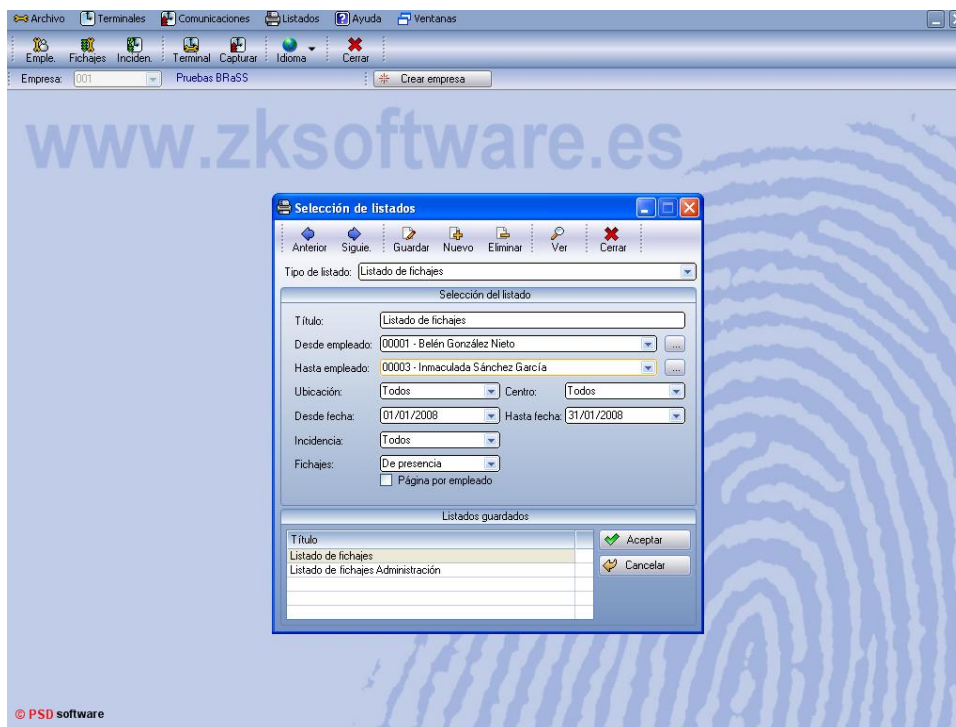 Archivo Terminales Comunicaciones Listados Ayuda Ventanas
Emple. Fichajes Inciden. Terminal Capturar Idioma Cerrar
Empresa: 001 Pruebas BRaSS Crear empresa
www.zksoftware.es
Selección de listados
Anterior Siguie. Guardar Nuevo Eliminar Ver Cerrar
Tipo de listado: Listado de fichajes
Selección del listado
Título: Listado de fichajes
Desde empleado: 00001 - Belén González Nieto ...
Hasta empleado: 00003 - Inmaculada Sánchez García ...
Ubicación: Todos Centro: Todos
Desde fecha: 01/01/2008 Hasta fecha: 31/01/2008
Incidencia: Todos
Fichajes: De presencia
Página por empleado
Listados guardados
Título
Listado de fichajes
Listado de fichajes Administración
Aceptar
Cancelar
© PSD software